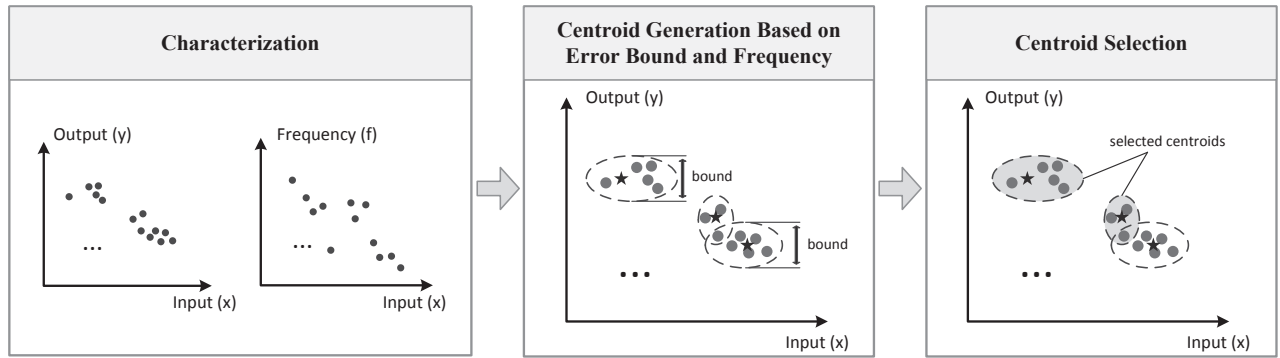 Characterization
Output (y)
Frequency (f)
...
...
Input (x)
Input (x)
Centroid Generation Based on
Error Bound and Frequency
Output (y)
bound
bound
...
Input (x)
Centroid Selection
Output (y)
selected centroids
...
Input (x)